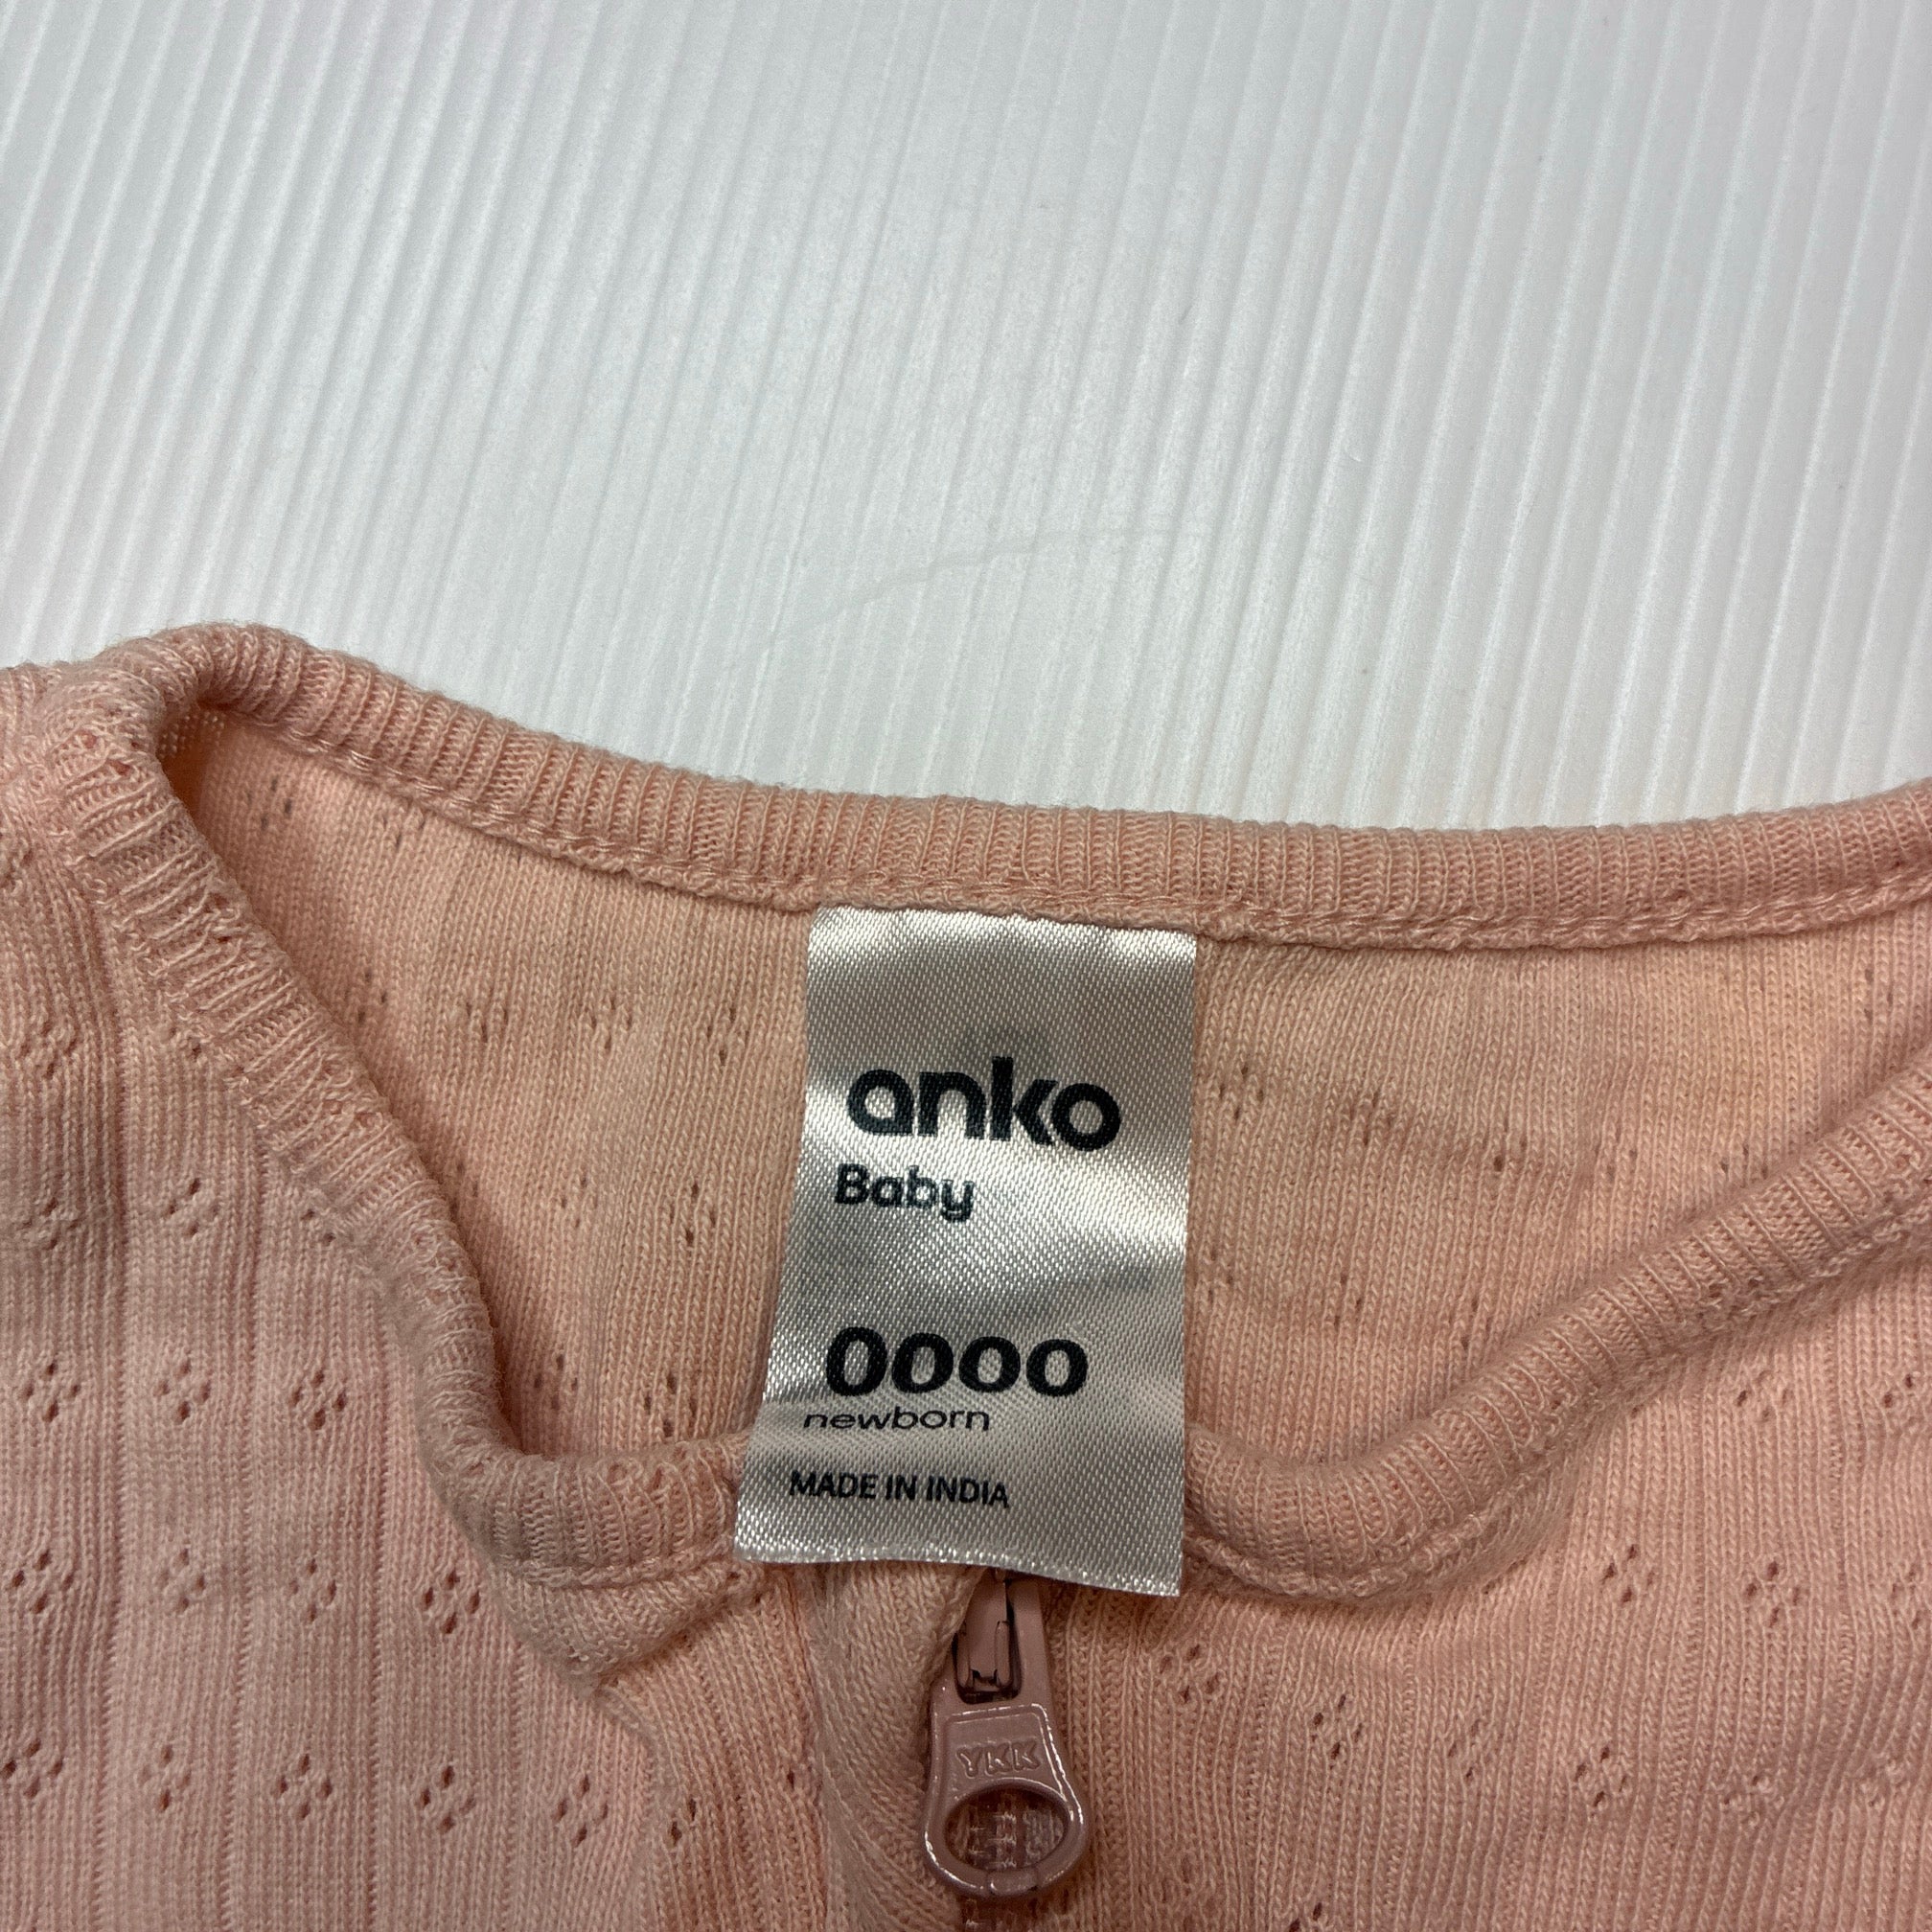 anko
Baby
0000
newborn
MADE IN INDIA
YKK